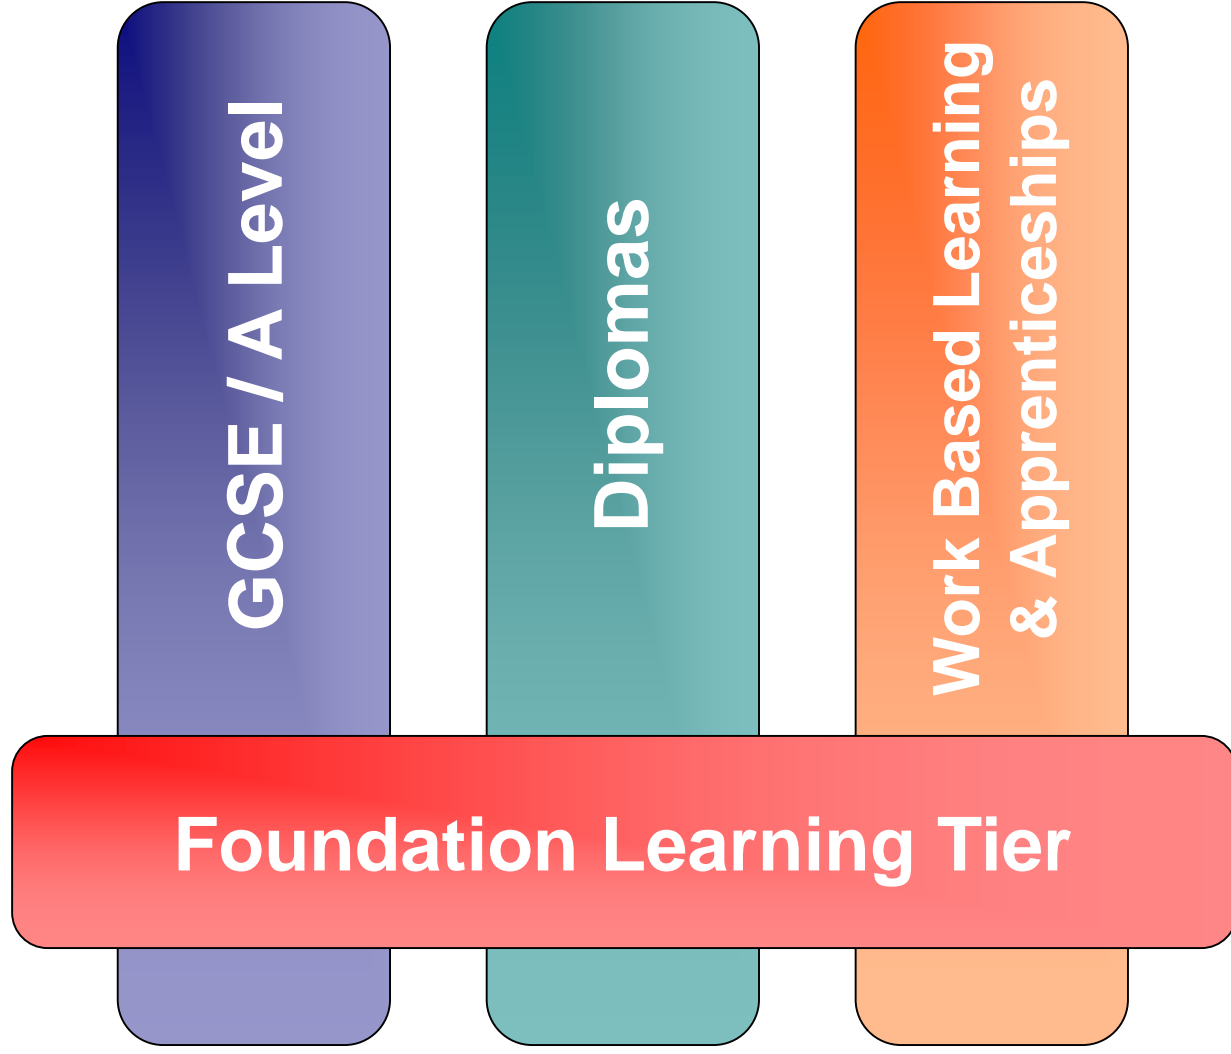 GCSE / A Level
Diplomas
Work Based Learning
& Apprenticeships
Foundation Learning Tier